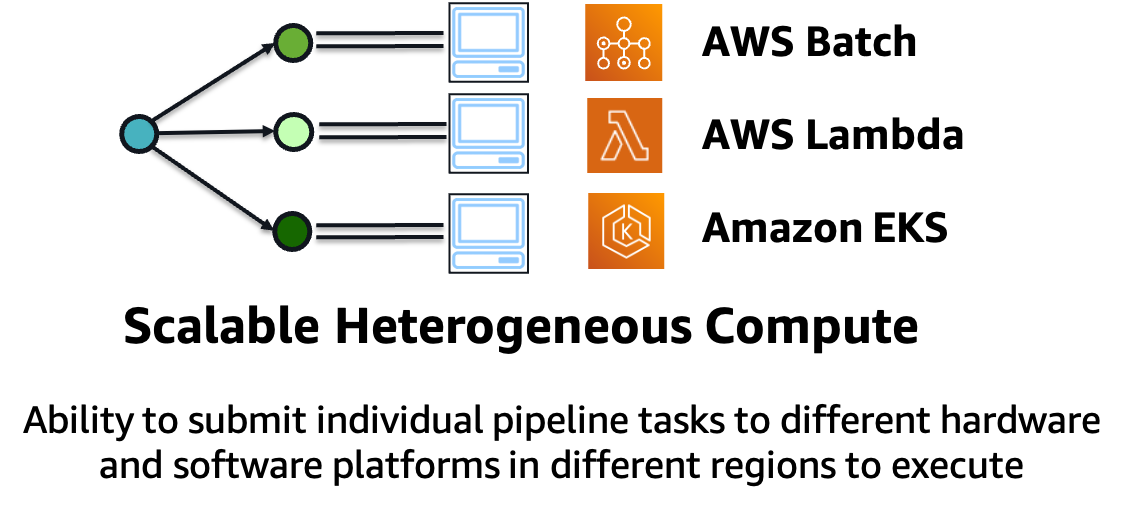 AWS Batch
AWS Lambda
K
Amazon EKS
Scalable Heterogeneous Compute
Ability to submit individual pipeline tasks to different hardware
and software platforms in different regions to execute